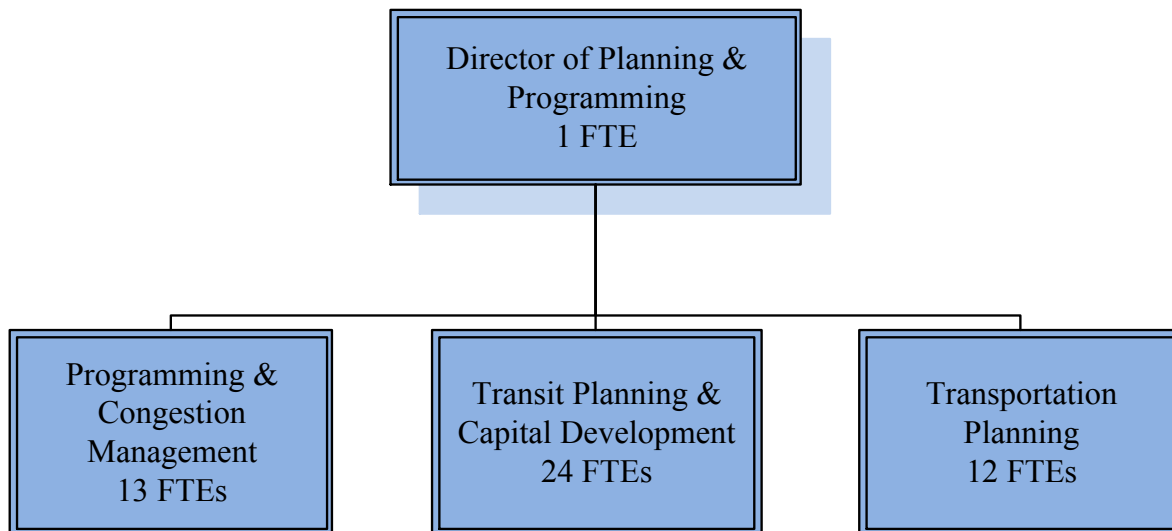 Director of Planning &
Programming
1 FTE
Programming &
Congestion
Management
13 FTEs
Transit Planning &
Capital Development
24 FTEs
Transportation
Planning
12 FTEs